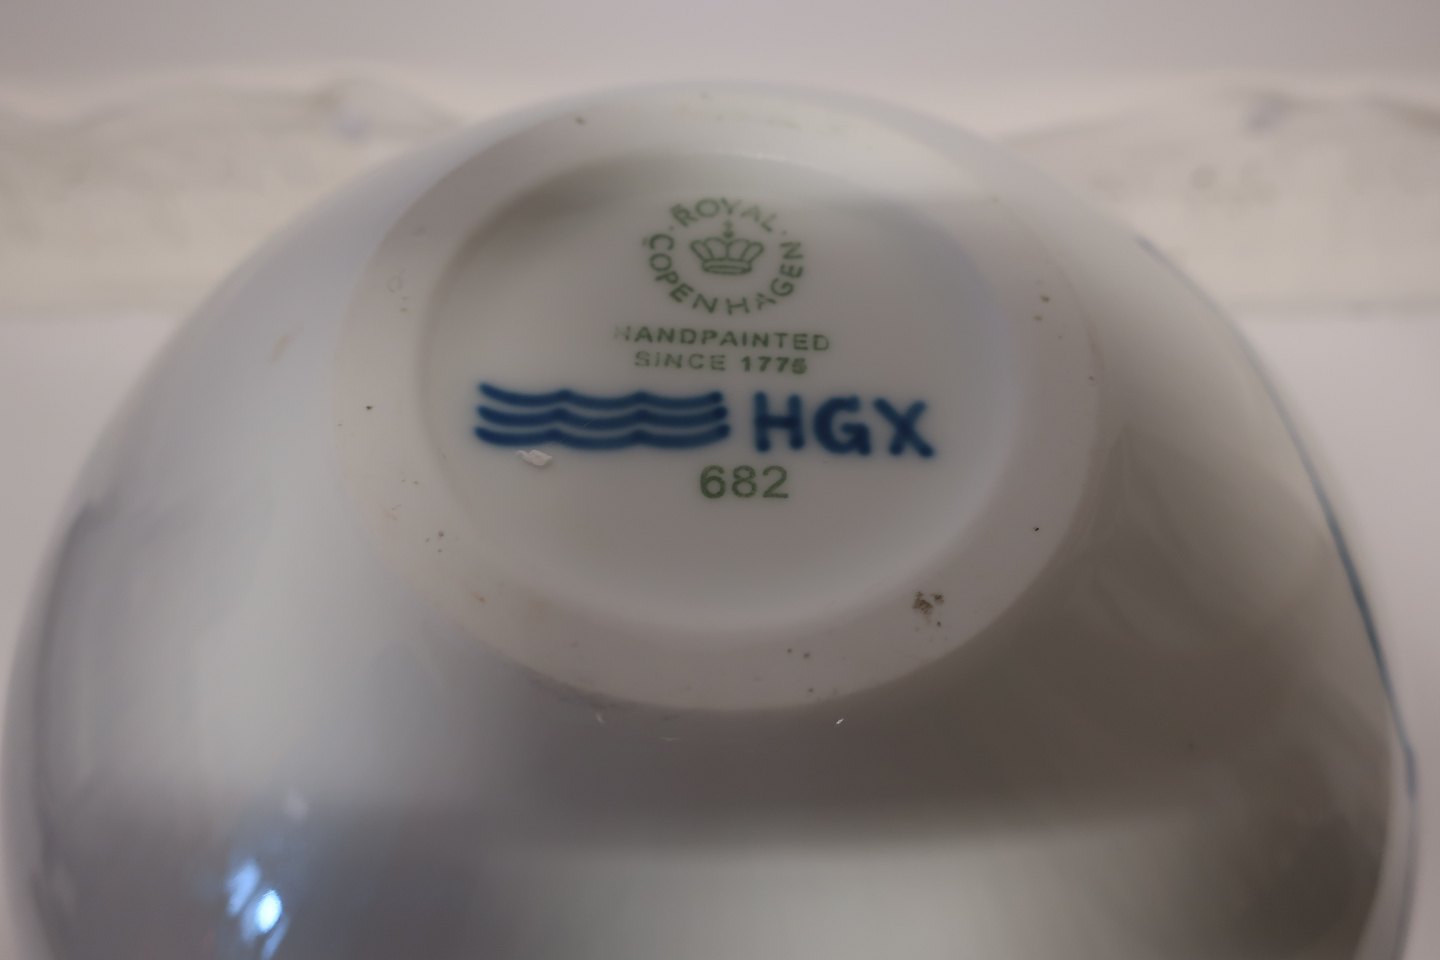 ROYAL
COPENHAGEN
HANDPAINTED
SINCE 1775
HGX
682